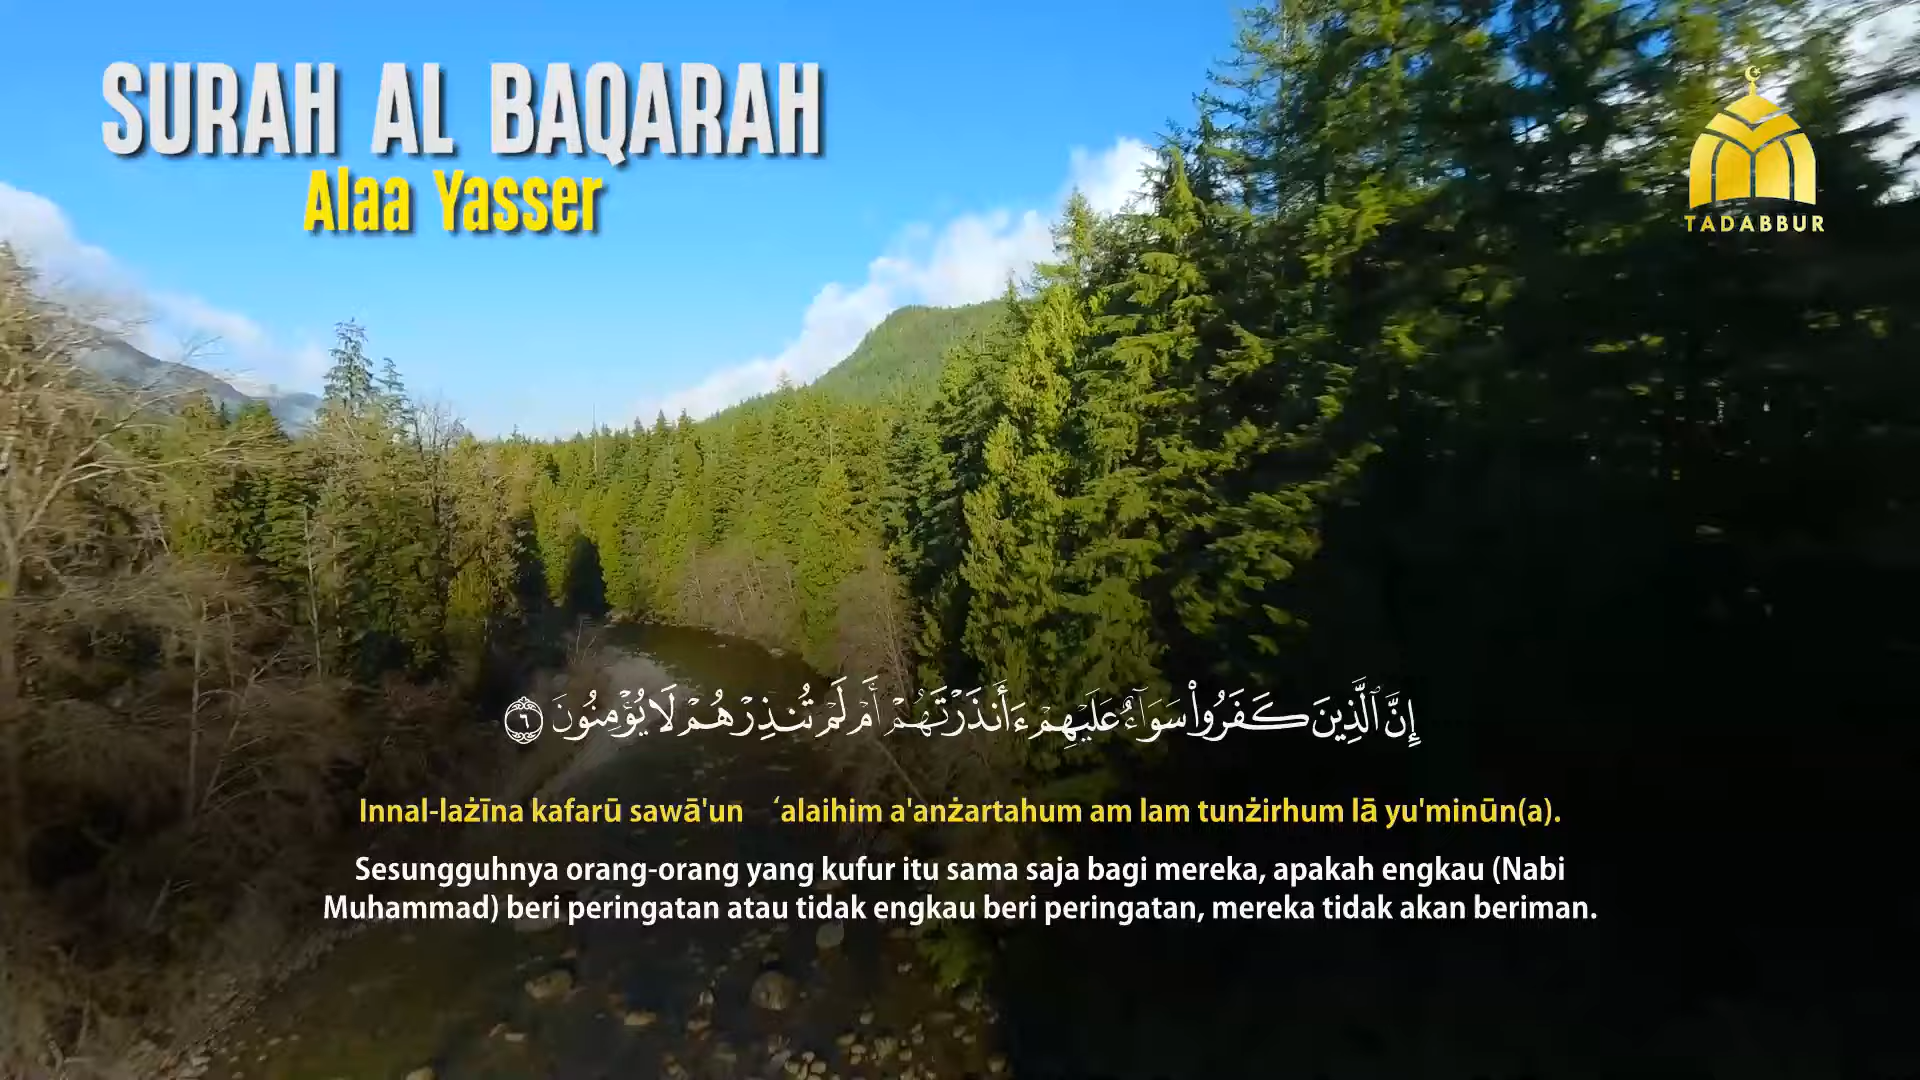 SURAH AL BAQARAH
Alaa Yasser
TADABBUR
إِنَّ ٱلَّذِينَ كَفَرُوا۟ سَوَآءٌ عَلَيْهِمْ ءَأَنذَرْتَهُمْ أَمْ لَمْ تُنذِرْهُمْ لَا يُؤْمِنُونَ ٦
Innal-lażīna kafarū sawā'un ‘alaihim a'anżartahum am lam tunżirhum lā yu'minūn(a).
Sesungguhnya orang-orang yang kufur itu sama saja bagi mereka, apakah engkau (Nabi
Muhammad) beri peringatan atau tidak engkau beri peringatan, mereka tidak akan beriman.